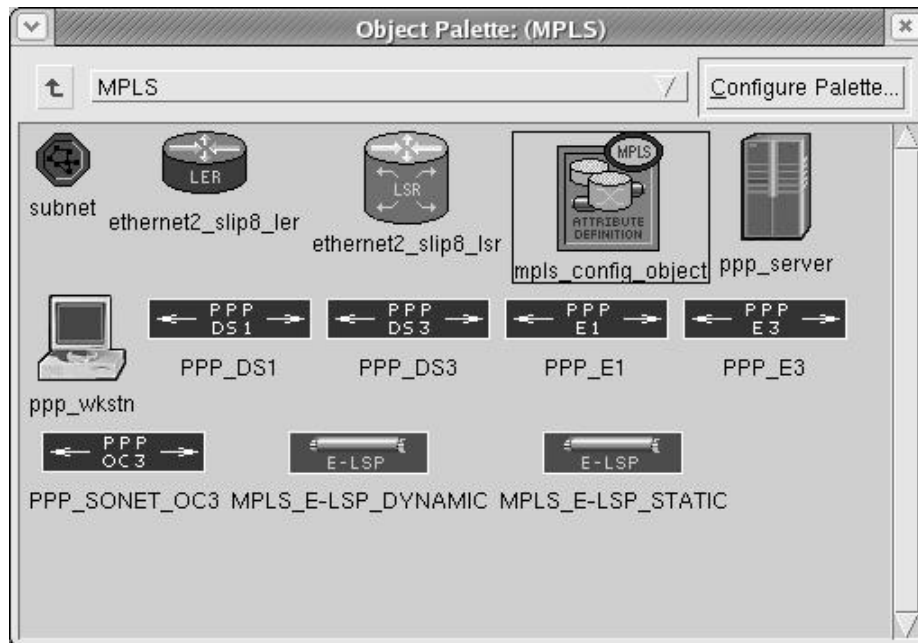 Object Palette: (MPLS)
MPLS
Configure Palette...
LER
LSR
MPLS
ATTRIBUTE
DEFINITION
subnet
ethernet2_slip8_ler
ethernet2_slip8_lsr
mpls_config_object
ppp_server
PPP
DS1
PPP
DS3
PPP
E1
PPP
E3
ppp_wkstn
PPP_DS1
PPP_DS3
PPP_E1
PPP_E3
PPP
OC3
E-LSP
E-LSP
PPP_SONET_OC3
MPLS_E-LSP_DYNAMIC
MPLS_E-LSP_STATIC